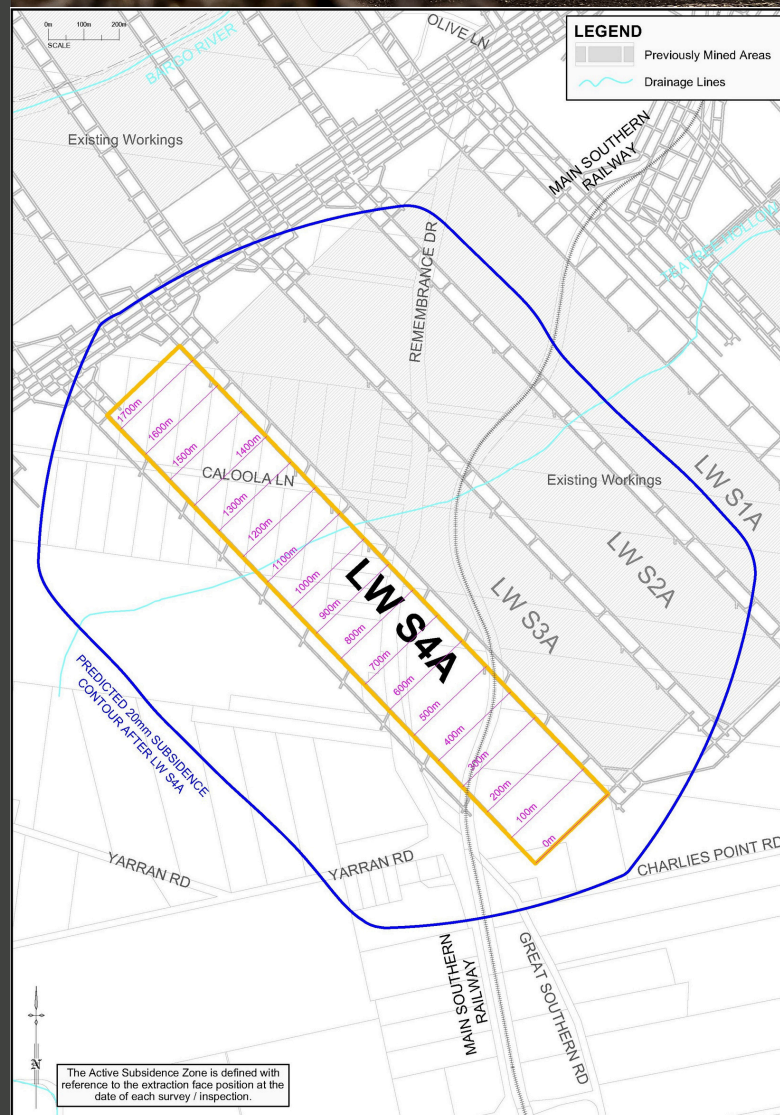 0m 100m 200m
SCALE
OLIVE LN
BARGO RIVER
LEGEND
Previously Mined Areas
Drainage Lines
Existing Workings
MAIN SOUTHERN
RAILWAY
REMEMBRANCE DR
TEATREE HOLLOW
1700m
1600m
1500m
1400m
CALOOLA LN
1300m
1200m
1100m
1000m
900m
800m
700m
600m
500m
400m
300m
200m
100m
0m
LW S4A
LW S3A
LW S2A
LW S1A
Existing Workings
PREDICTED 20mm SUBSIDENCE
CONTOUR AFTER LW S4A
YARRAN RD
YARRAN RD
CHARLIES POINT RD
MAIN SOUTHERN
RAILWAY
GREAT SOUTHERN RD
N
The Active Subsidence Zone is defined with
reference to the extraction face position at the
date of each survey / inspection.